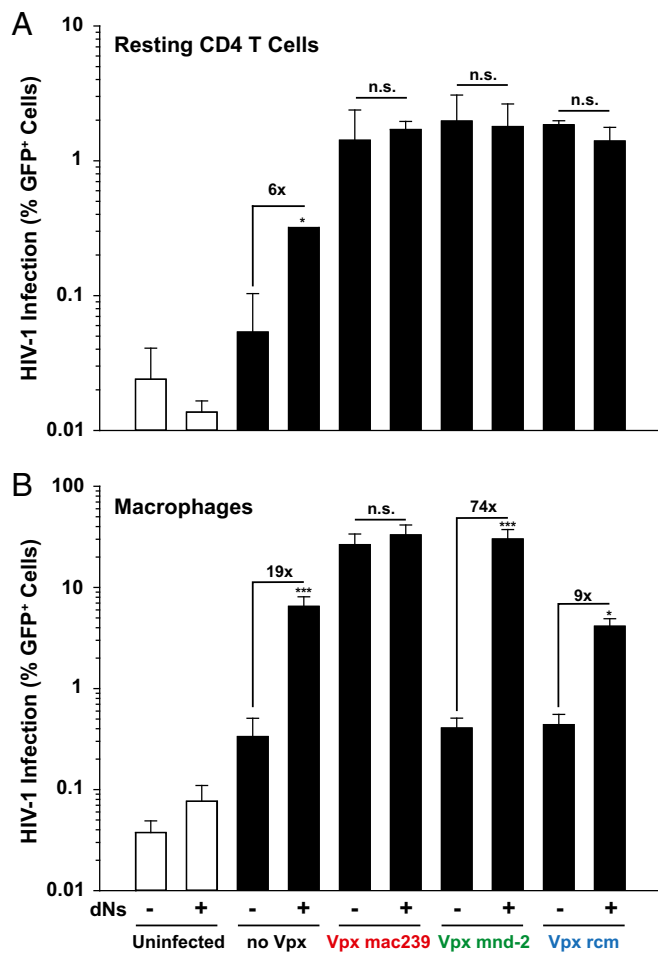 A
Resting CD4 T Cells
HIV-1 Infection (% GFP⁺ Cells)
10
1
0.1
0.01
6x
*
n.s.
n.s.
n.s.
B
Macrophages
HIV-1 Infection (% GFP⁺ Cells)
100
10
1
0.1
0.01
19x
***
n.s.
74x
***
9x
*
dNs - + - + - + - + - +
Uninfected no Vpx Vpx mac239 Vpx mnd-2 Vpx rcm